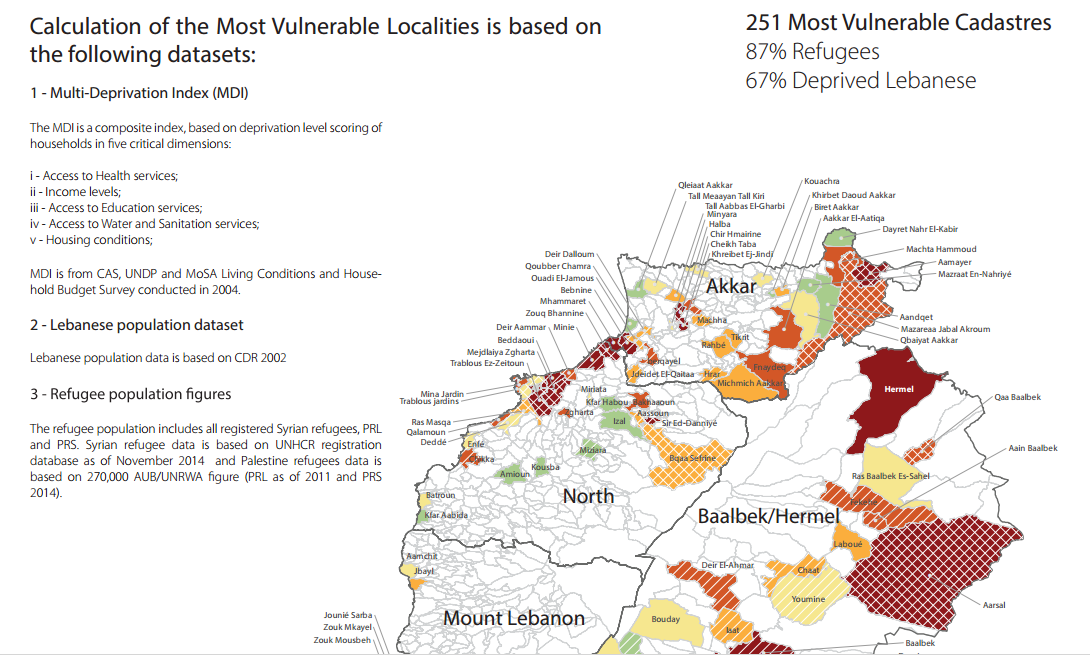 Calculation of the Most Vulnerable Localities is based on
the following datasets:
251 Most Vulnerable Cadastres
87% Refugees
67% Deprived Lebanese
1 - Multi-Deprivation Index (MDI)
The MDI is a composite index, based on deprivation level scoring of
households in five critical dimensions:
i - Access to Health services;
ii - Income levels;
iii - Access to Education services;
iv - Access to Water and Sanitation services;
v - Housing conditions;
MDI is from CAS, UNDP and MoSA Living Conditions and House-
hold Budget Survey conducted in 2004.
2 - Lebanese population dataset
Lebanese population data is based on CDR 2002
3 - Refugee population figures
The refugee population includes all registered Syrian refugees, PRL
and PRS. Syrian refugee data is based on UNHCR registration
database as of November 2014 and Palestine refugees data is
based on 270,000 AUB/UNRWA figure (PRL as of 2011 and PRS
2014).
Qleiaat Aakkar
Tall Meaayan Tall Kiri
Tall Aabbas El-Gharbi
Minyara
Halba
Chir Hmairine
Cheikh Taba
Khreibet Ej-Jindi
Kouachra
Khirbet Daoud Aakkar
Biret Aakkar
Aakkar El-Aatiqa
Dayret Nahr El-Kabir
Machta Hammoud
Aamayer
Mazraat En-Nahriyé
Deir Dalloum
Qoubber Chamra
Ouadi El-Jamous
Bebnine
Mhammaret
Zouq Bhannine
Deir Aammar
Minie
Beddaoui
Mejdlaiya Zgharta
Trablous Ez-Zeitoun
Akkar
Machha
Tikrit
Rahbé
Berqayel
Jdeidet El-Qaitaa
Hrar
Fnaydeq
Michmich Aakkar
Aandqet
Mazareaa Jabal Akroum
Qbaiyat Aakkar
Mina Jardin
Trablous jardins
Ras Masqa
Qalamoun
Deddé
Miriata
Kfar Habou
Bakhaaoun
Zgharta
Aassoun
Izal
Sir Ed-Danniyé
Enfé
Chikka
Miziara
Bqaa Sefrine
Kousba
Amioun
North
Batroun
Kfar Aabida
Hermel
Qaa Baalbek
Aain Baalbek
Ras Baalbek Es-Sahel
Baalbek/Hermel
Laboué
Aamchit
Jbayl
Deir El-Ahmar
Chaat
Youmine
Aarsal
Jounié Sarba
Zouk Mkayel
Zouk Mousbeh
Mount Lebanon
Bouday
Iaat
Baalbek